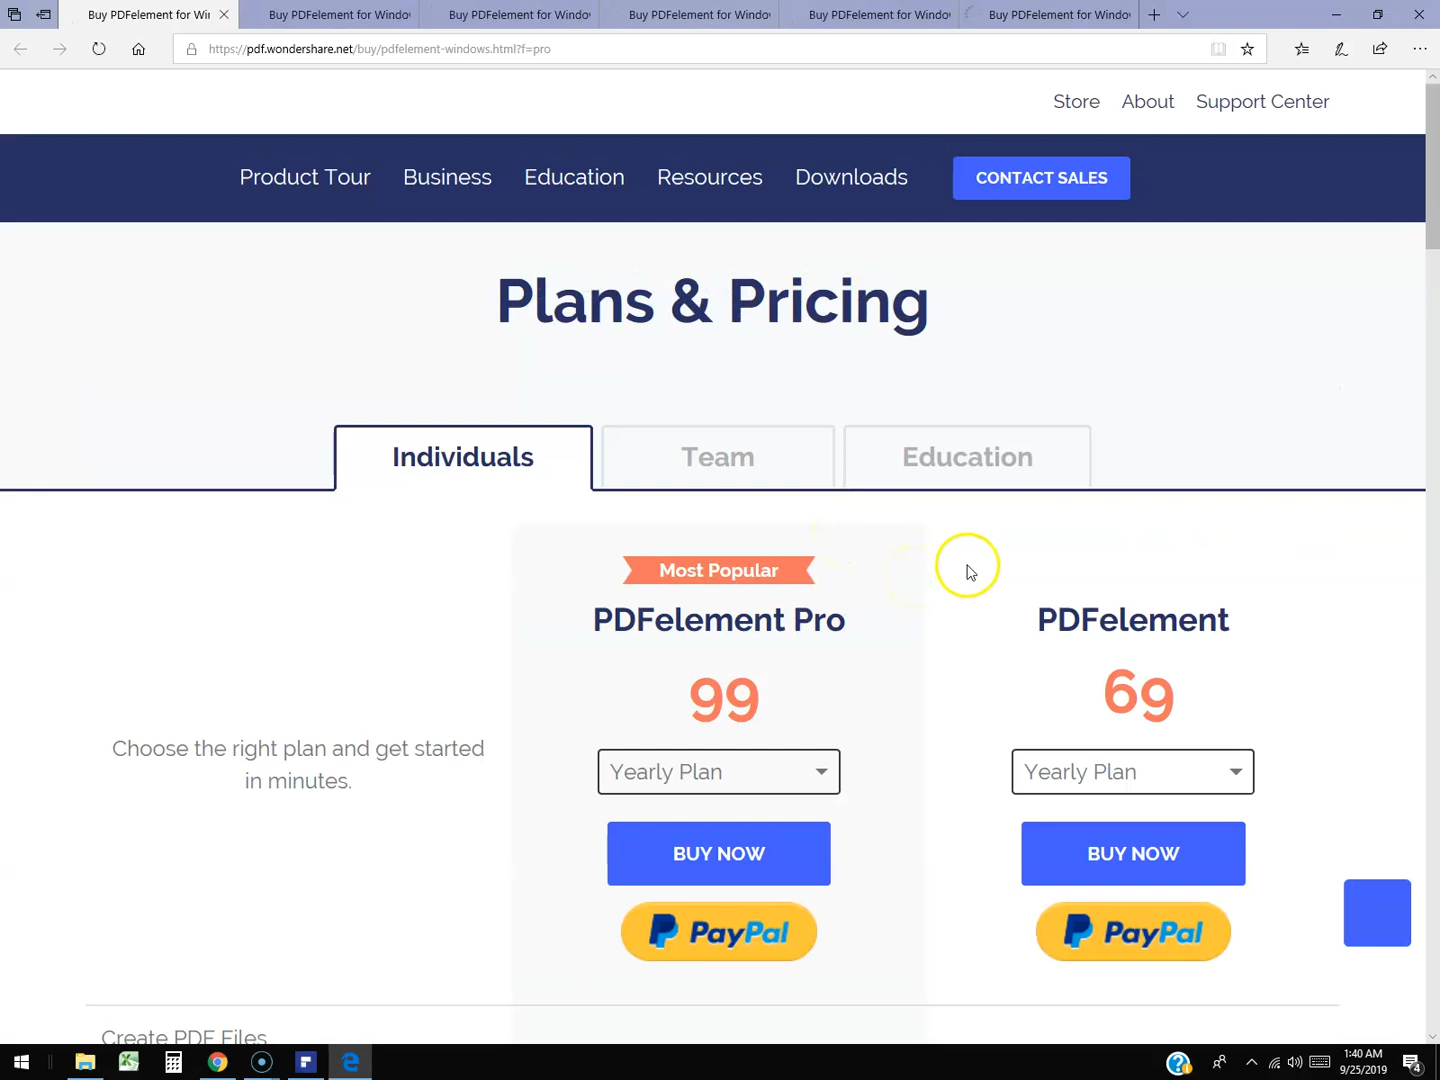 Buy PDFelement for Wir
Buy PDFelement for Windo
Buy PDFelement for Windo
Buy PDFelement for Windo
Buy PDFelement for Windo
Buy PDFelement for Windo
https://pdf.wondershare.net/buy/pdfelement-windows.html?f=pro
Store About Support Center
Product Tour Business Education Resources Downloads CONTACT SALES
Plans & Pricing
Individuals Team Education
Most Popular
PDFelement Pro PDFelement
99 69
Choose the right plan and get started
in minutes.
Yearly Plan Yearly Plan
BUY NOW BUY NOW
PayPal PayPal
Create PDF Files
1:40 AM
9/25/2019
4